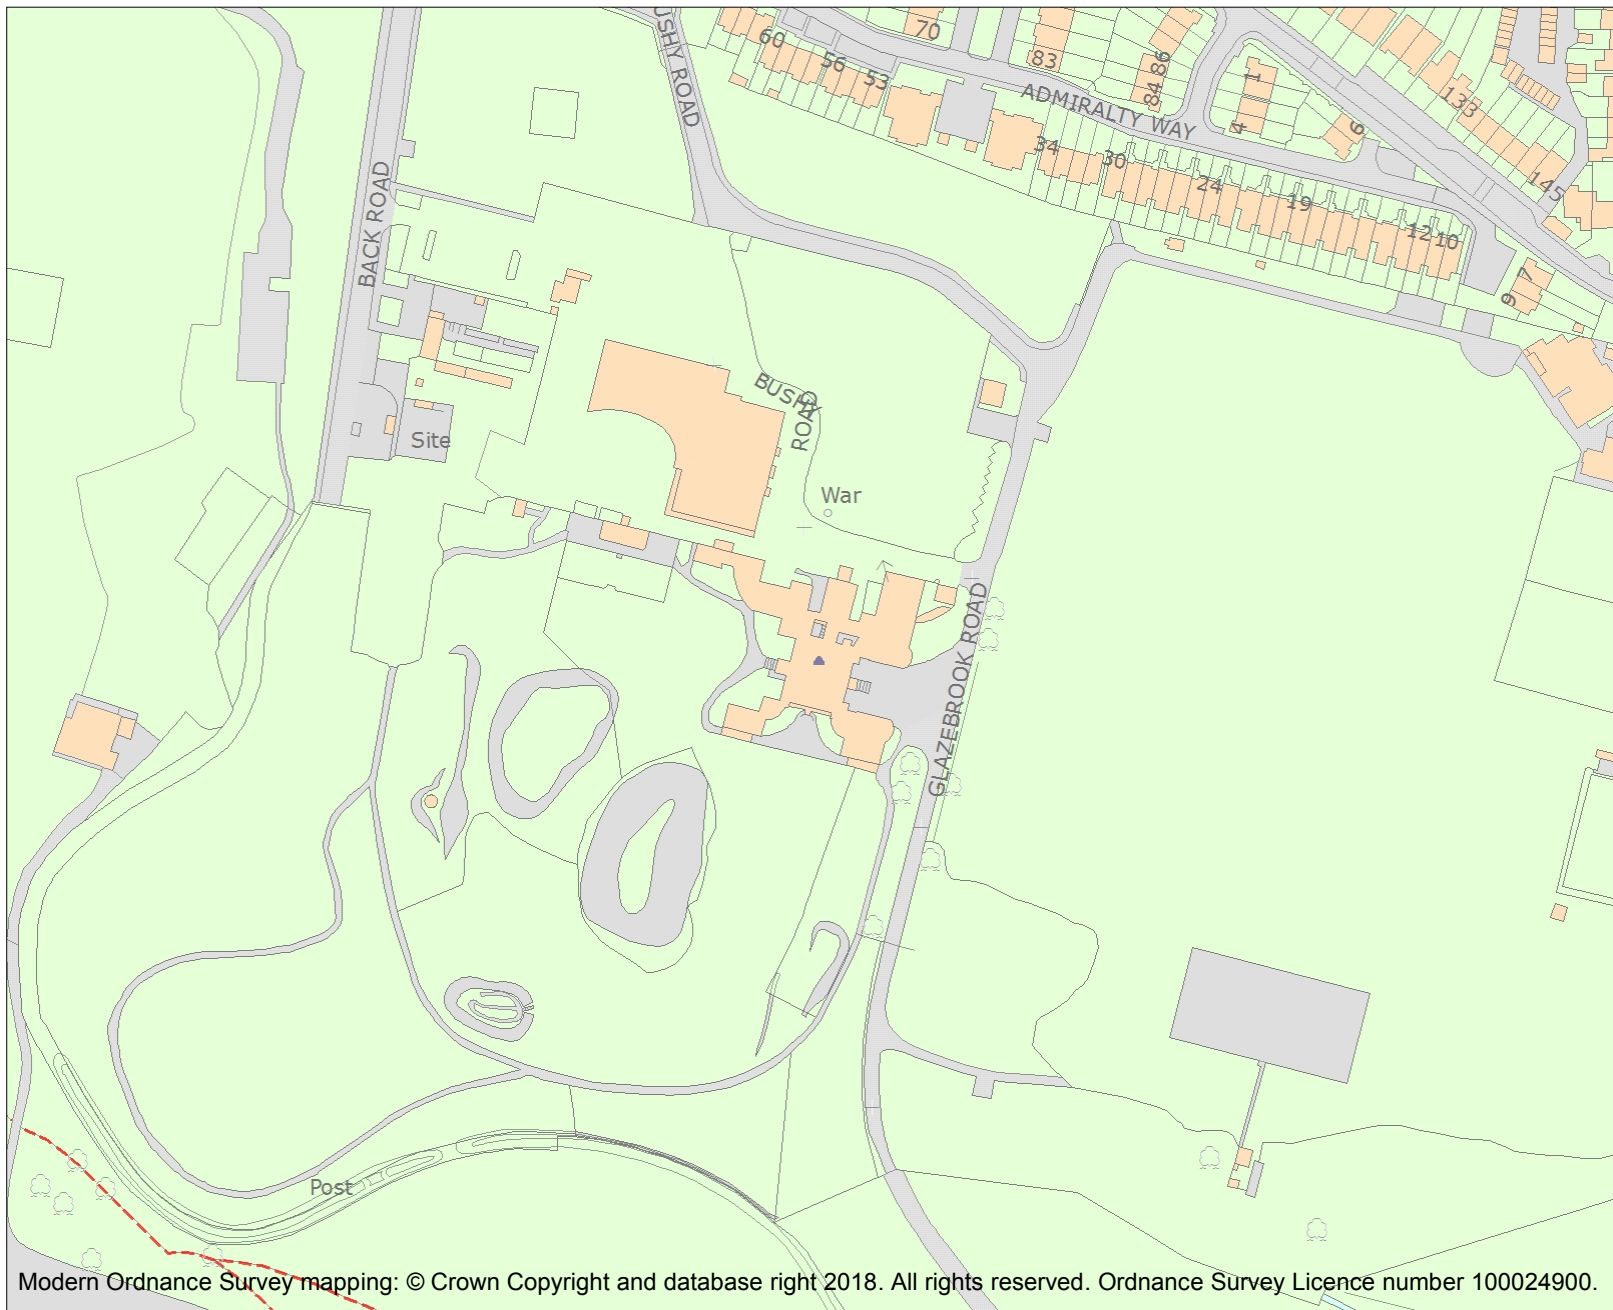 USHY ROAD
60
56
53
70
83
84 86
ADMIRALTY WAY
1
4
6
133
145
34
30
24
19
12 10
7
9
BACK ROAD
BUSHY
ROAD
Site
War
GLAZEBROOK ROAD
Post
Modern Ordnance Survey mapping: © Crown Copyright and database right 2018. All rights reserved. Ordnance Survey Licence number 100024900.